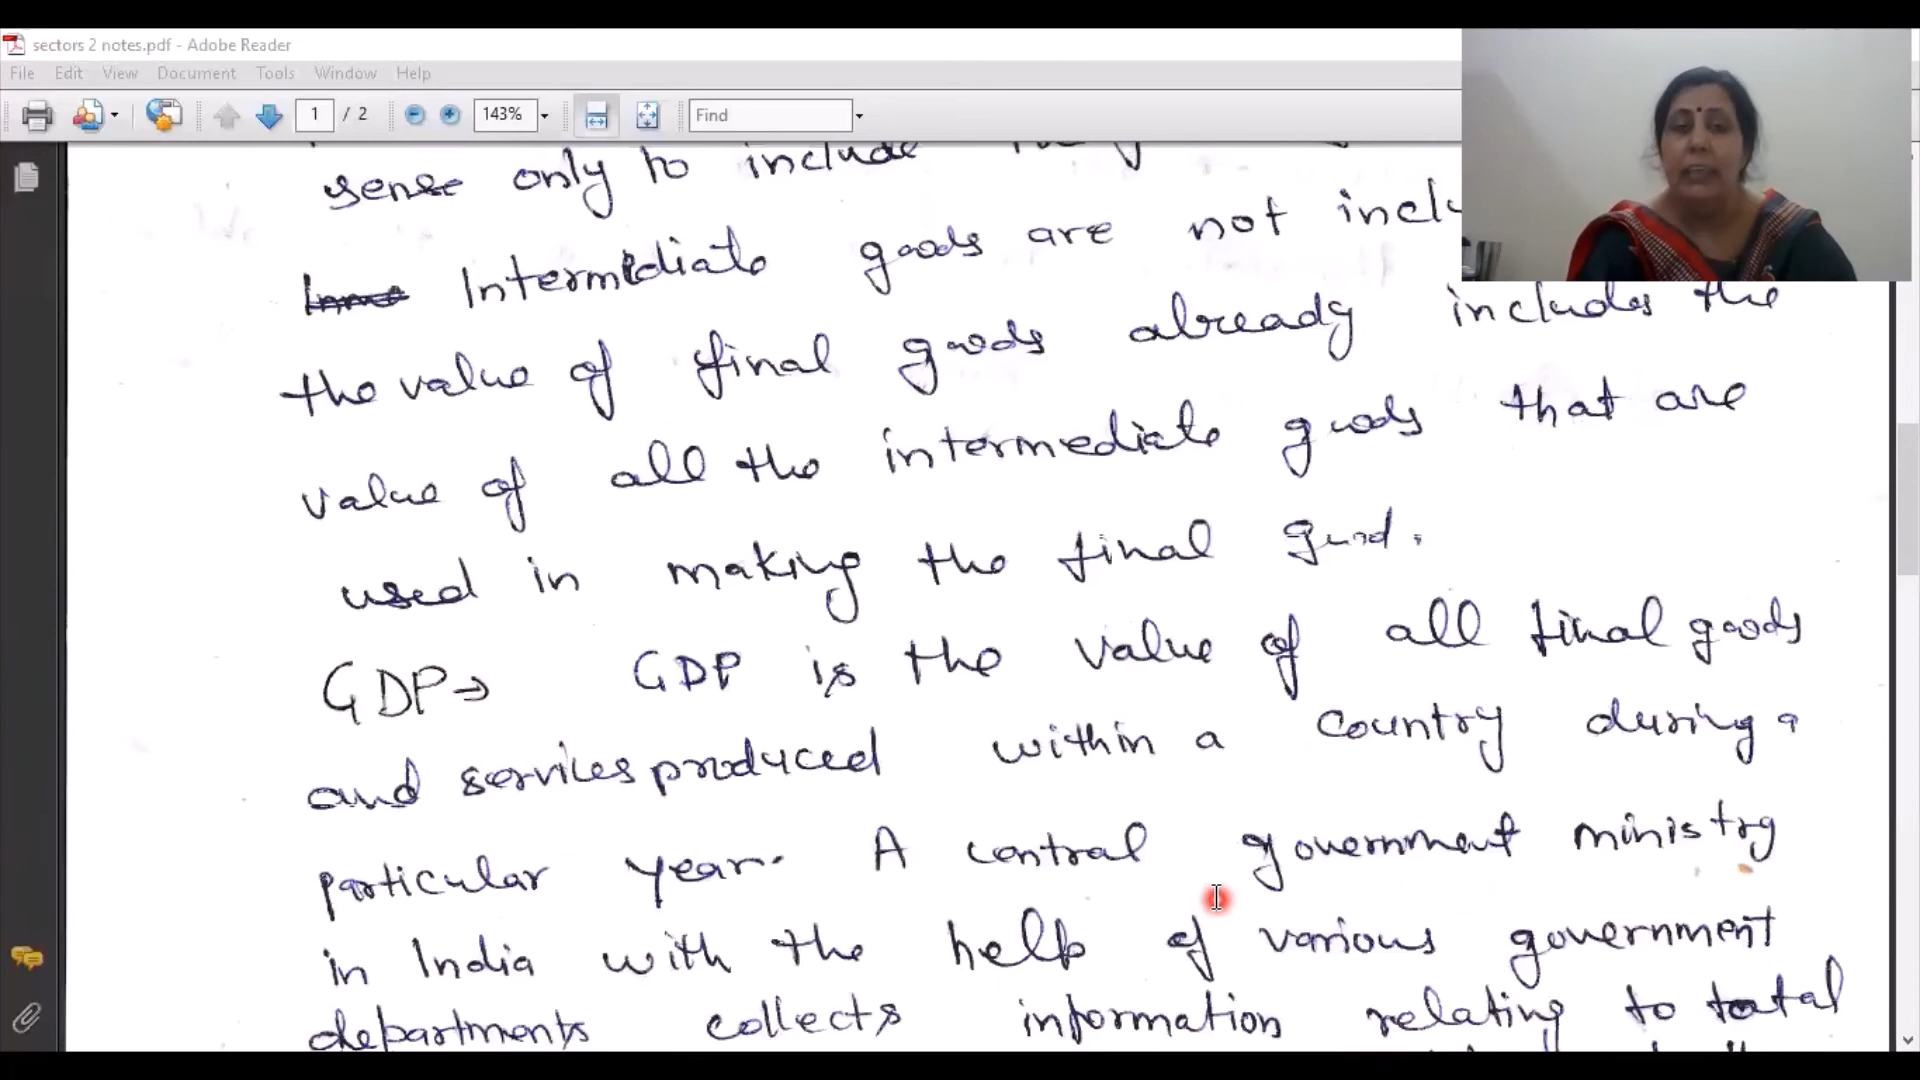 sectors 2 notes.pdf - Adobe Reader
File Edit View Document Tools Window Help
1 / 2 143% Find
sense only to include
Intermediate goods are not inclu
the value of final goods already includes the
value of all the intermediate goods that are
used in making the final good.
GDP→ GDP is the value of all final goods
and services produced within a country during a
particular year. A central government ministry
in India with the help of various government
departments collects information relating to total